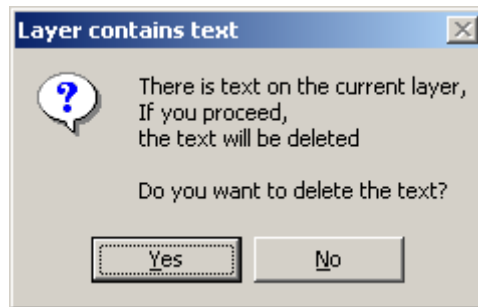 Layer contains text
There is text on the current layer,
If you proceed,
the text will be deleted
Do you want to delete the text?
Yes
No